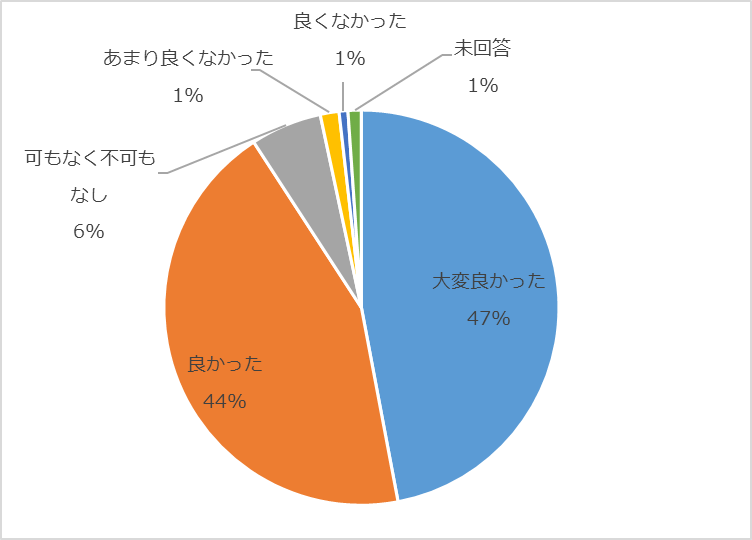 良くなかった
1%
未回答
1%
あまり良くなかった
1%
可もなく不可も
なし
6%
大変良かった
47%
良かった
44%